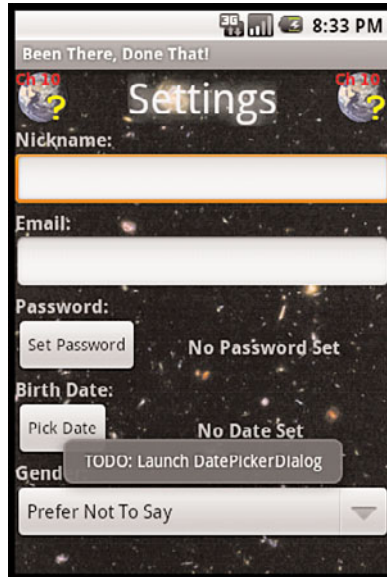 3G 8:33 PM
Been There, Done That!
Ch 10 Settings Ch 10
Nickname:
Email:
Password:
Set Password No Password Set
Birth Date:
Pick Date No Date Set
TODO: Launch DatePickerDialog
Prefer Not To Say